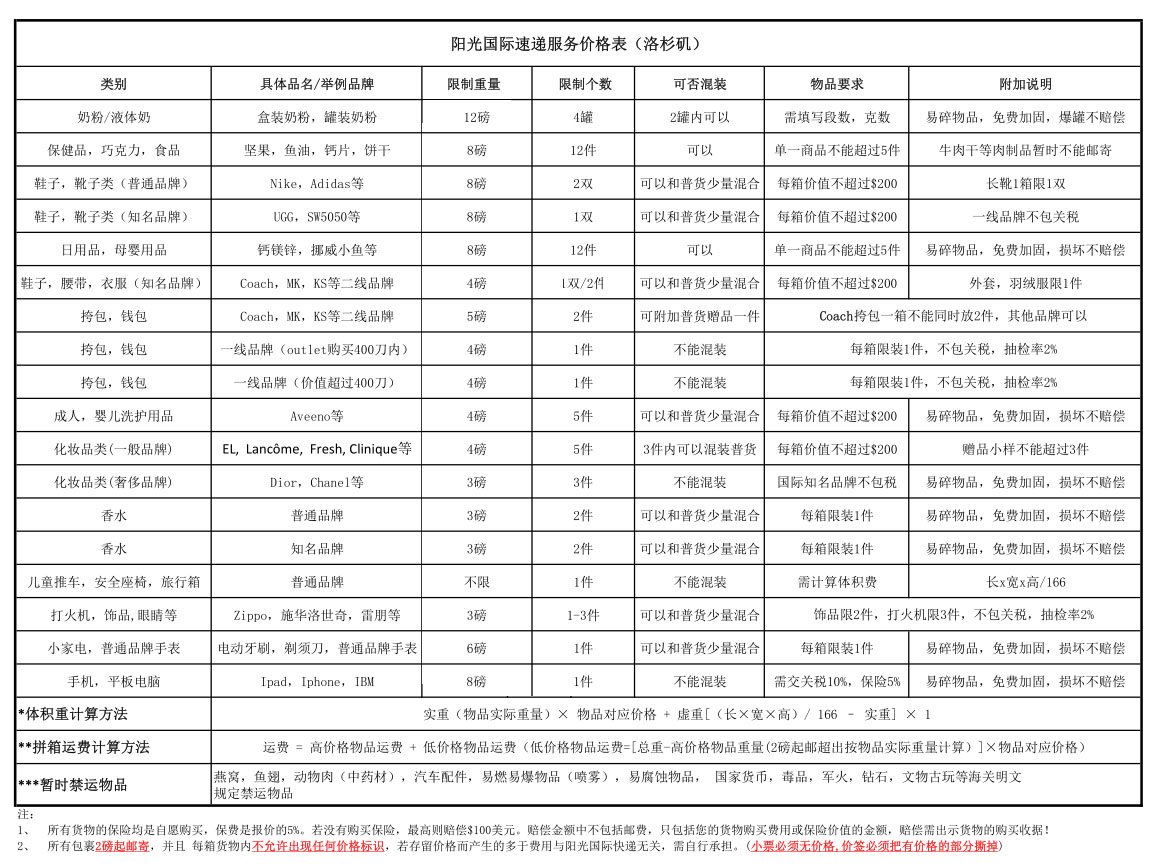 阳光国际速递服务价格表（洛杉矶）
类别 具体品名/举例品牌 限制重量 限制个数 可否混装 物品要求 附加说明
奶粉/液体奶 盒装奶粉，罐装奶粉 12磅 4罐 2罐内可以 需填写段数，克数 易碎物品，免费加固，爆罐不赔偿
保健品，巧克力，食品 坚果，鱼油，钙片，饼干 8磅 12件 可以 单一商品不能超过5件 牛肉干等肉制品暂时不能邮寄
鞋子，靴子类（普通品牌） Nike，Adidas等 8磅 2双 可以和普货少量混合 每箱价值不超过$200 长靴1箱限1双
鞋子，靴子类（知名品牌） UGG，SW5050等 8磅 1双 可以和普货少量混合 每箱价值不超过$200 一线品牌不包关税
日用品，母婴用品 钙镁锌，挪威小鱼等 8磅 12件 可以 单一商品不能超过5件 易碎物品，免费加固，损坏不赔偿
鞋子，腰带，衣服（知名品牌） Coach，MK，KS等二线品牌 4磅 1双/2件 可以和普货少量混合 每箱价值不超过$200 外套，羽绒服限1件
挎包，钱包 Coach，MK，KS等二线品牌 5磅 2件 可附加普货赠品一件 Coach挎包一箱不能同时放2件，其他品牌可以
挎包，钱包 一线品牌（outlet购买400刀内） 4磅 1件 不能混装 每箱限装1件，不包关税，抽检率2%
挎包，钱包 一线品牌（价值超过400刀） 4磅 1件 不能混装 每箱限装1件，不包关税，抽检率2%
成人，婴儿洗护用品 Aveeno等 4磅 5件 可以和普货少量混合 每箱价值不超过$200 易碎物品，免费加固，损坏不赔偿
化妆品类(一般品牌) EL, Lancôme, Fresh, Clinique等 4磅 5件 3件内可以混装普货 每箱价值不超过$200 赠品小样不能超过3件
化妆品类(奢侈品牌) Dior，Chanel等 3磅 3件 不能混装 国际知名品牌不包税 易碎物品，免费加固，损坏不赔偿
香水 普通品牌 3磅 2件 可以和普货少量混合 每箱限装1件 易碎物品，免费加固，损坏不赔偿
香水 知名品牌 3磅 2件 可以和普货少量混合 每箱限装1件 易碎物品，免费加固，损坏不赔偿
儿童推车，安全座椅，旅行箱 普通品牌 不限 1件 不能混装 需计算体积费 长x宽x高/166
打火机，饰品,眼睛等 Zippo，施华洛世奇，雷朋等 3磅 1-3件 可以和普货少量混合 饰品限2件，打火机限3件，不包关税，抽检率2%
小家电，普通品牌手表 电动牙刷，剃须刀，普通品牌手表 6磅 1件 可以和普货少量混合 每箱限装1件 易碎物品，免费加固，损坏不赔偿
手机，平板电脑 Ipad，Iphone，IBM 8磅 1件 不能混装 需交关税10%，保险5% 易碎物品，免费加固，损坏不赔偿
*体积重计算方法 实重（物品实际重量）× 物品对应价格 + 虚重[（长×宽×高）/ 166 - 实重] × 1
**拼箱运费计算方法 运费 = 高价格物品运费 + 低价格物品运费（低价格物品运费=[总重-高价格物品重量(2磅起邮超出按物品实际重量计算）]×物品对应价格）
***暂时禁运物品 燕窝，鱼翅，动物肉（中药材），汽车配件，易燃易爆物品（喷雾），易腐蚀物品， 国家货币，毒品，军火，钻石，文物古玩等海关明文
规定禁运物品
注：
1、 所有货物的保险均是自愿购买，保费是报价的5%。若没有购买保险，最高则赔偿$100美元。赔偿金额中不包括邮费，只包括您的货物购买费用或保险价值的金额，赔偿需出示货物的购买收据！
2、 所有包裹2磅起邮寄，并且 每箱货物内不允许出现任何价格标识，若存留价格而产生的多于费用与阳光国际快递无关，需自行承担。（小票必须无价格,价签必须把有价格的部分撕掉）